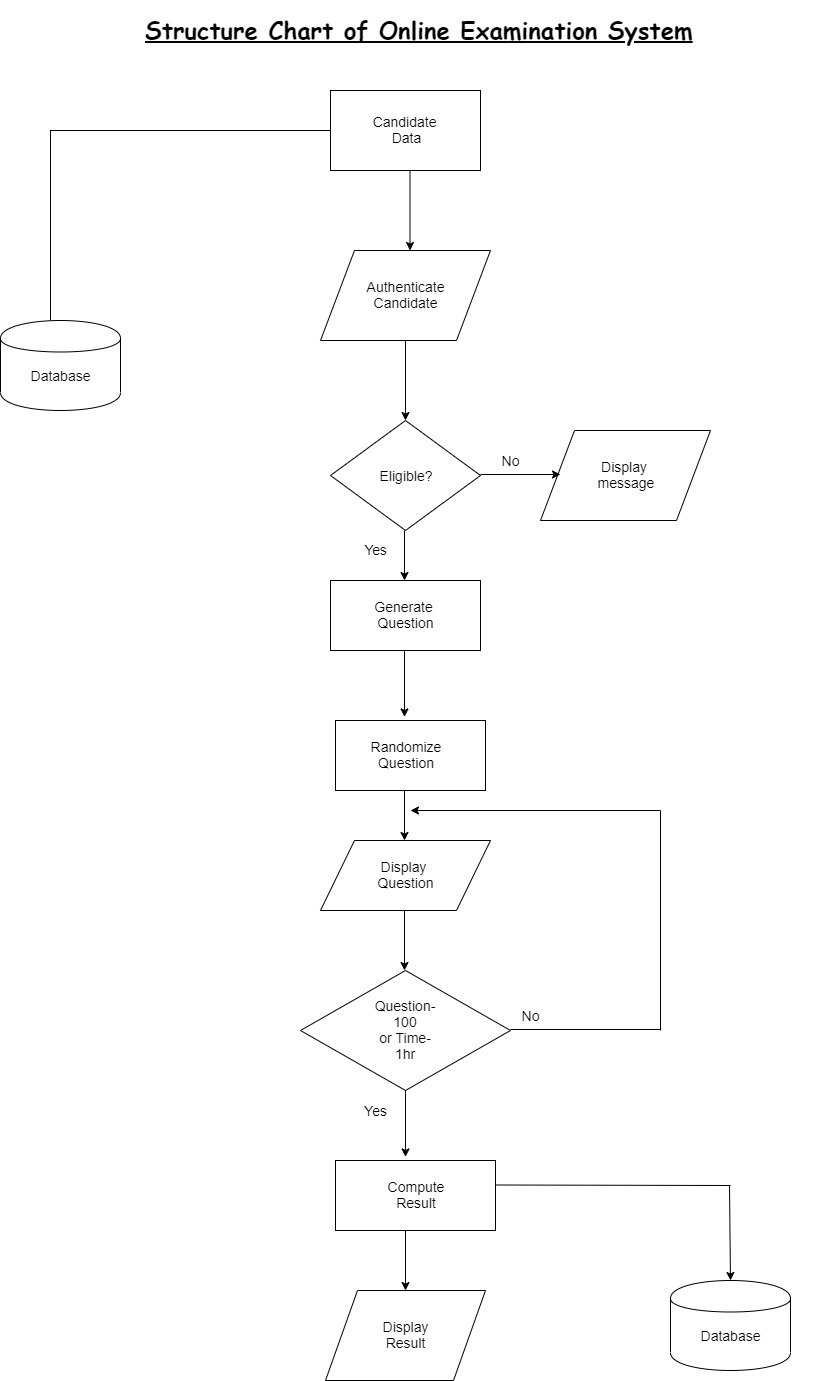 Structure Chart of Online Examination System
Candidate
Data
Authenticate
Candidate
Database
Eligible?
No
Display
message
Yes
Generate
Question
Randomize
Question
Display
Question
Question-
100
or Time-
1hr
No
Yes
Compute
Result
Display
Result
Database